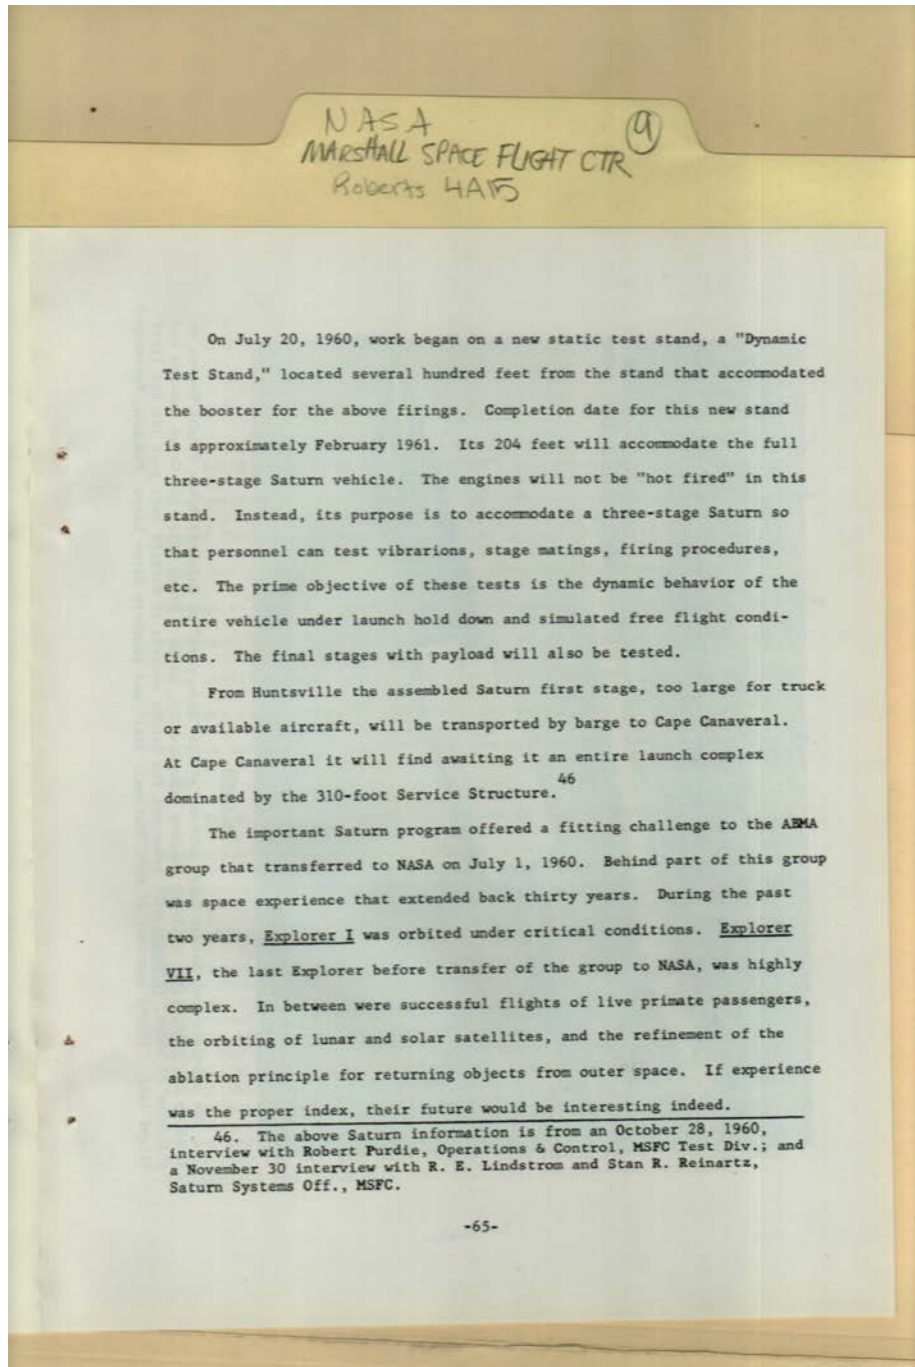 NASA
9
MARSHALL SPACE FLIGHT CTR
Roberts 4A15
On July 20, 1960, work began on a new static test stand, a "Dynamic
Test Stand," located several hundred feet from the stand that accommodated
the booster for the above firings. Completion date for this new stand
is approximately February 1961. Its 204 feet will accommodate the full
three-stage Saturn vehicle. The engines will not be "hot fired" in this
stand. Instead, its purpose is to accommodate a three-stage Saturn so
that personnel can test vibrarions, stage matings, firing procedures,
etc. The prime objective of these tests is the dynamic behavior of the
entire vehicle under launch hold down and simulated free flight condi-
tions. The final stages with payload will also be tested.
From Huntsville the assembled Saturn first stage, too large for truck
or available aircraft, will be transported by barge to Cape Canaveral.
At Cape Canaveral it will find awaiting it an entire launch complex
dominated by the 310-foot Service Structure.46
The important Saturn program offered a fitting challenge to the ABMA
group that transferred to NASA on July 1, 1960. Behind part of this group
was space experience that extended back thirty years. During the past
two years, Explorer I was orbited under critical conditions. Explorer
VII, the last Explorer before transfer of the group to NASA, was highly
complex. In between were successful flights of live primate passengers,
the orbiting of lunar and solar satellites, and the refinement of the
ablation principle for returning objects from outer space. If experience
was the proper index, their future would be interesting indeed.
46. The above Saturn information is from an October 28, 1960,
interview with Robert Purdie, Operations & Control, MSFC Test Div.; and
a November 30 interview with R. E. Lindstrom and Stan R. Reinartz,
Saturn Systems Off., MSFC.
-65-